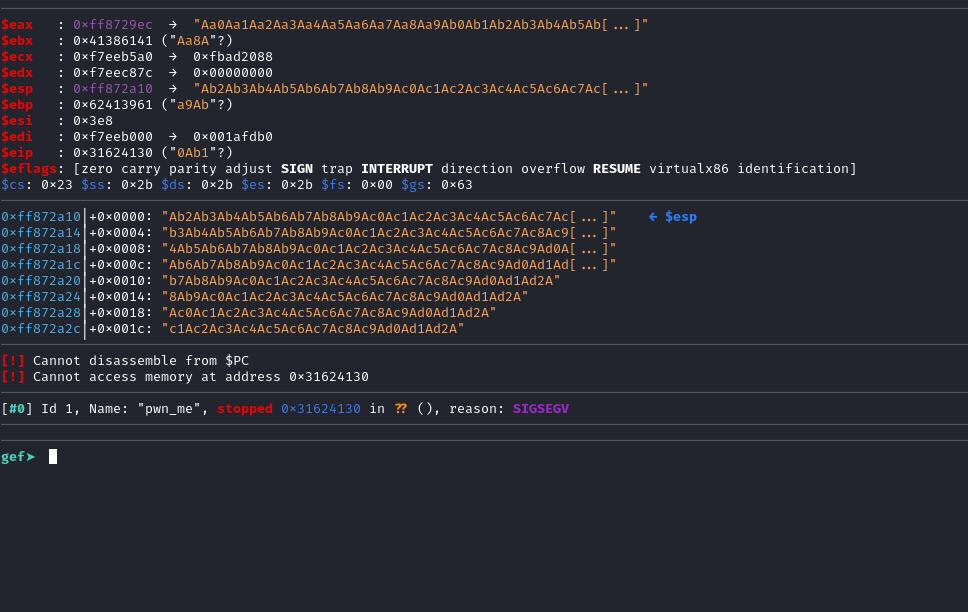 $eax   : 0×ff8729ec  →  "Aa0Aa1Aa2Aa3Aa4Aa5Aa6Aa7Aa8Aa9Ab0Ab1Ab2Ab3Ab4Ab5Ab[...]"
$ebx   : 0×41386141 ("Aa8A"?)
$ecx   : 0×f7eeb5a0  →  0×fbad2088
$edx   : 0×f7eec87c  →  0×00000000
$esp   : 0×ff872a10  →  "Ab2Ab3Ab4Ab5Ab6Ab7Ab8Ab9Ac0Ac1Ac2Ac3Ac4Ac5Ac6Ac7Ac[...]"
$ebp   : 0×62413961 ("a9Ab"?)
$esi   : 0×3e8
$edi   : 0×f7eeb000  →  0×001afdb0
$eip   : 0×31624130 ("0Ab1"?)
$eflags: [zero carry parity adjust SIGN trap INTERRUPT direction overflow RESUME virtualx86 identification]
$cs: 0×23 $ss: 0×2b $ds: 0×2b $es: 0×2b $fs: 0×00 $gs: 0×63
0×ff872a10│+0×0000: "Ab2Ab3Ab4Ab5Ab6Ab7Ab8Ab9Ac0Ac1Ac2Ac3Ac4Ac5Ac6Ac7Ac[...]"    ← $esp
0×ff872a14│+0×0004: "b3Ab4Ab5Ab6Ab7Ab8Ab9Ac0Ac1Ac2Ac3Ac4Ac5Ac6Ac7Ac8Ac9[...]"
0×ff872a18│+0×0008: "4Ab5Ab6Ab7Ab8Ab9Ac0Ac1Ac2Ac3Ac4Ac5Ac6Ac7Ac8Ac9Ad0A[...]"
0×ff872a1c│+0×000c: "Ab6Ab7Ab8Ab9Ac0Ac1Ac2Ac3Ac4Ac5Ac6Ac7Ac8Ac9Ad0Ad1Ad[...]"
0×ff872a20│+0×0010: "b7Ab8Ab9Ac0Ac1Ac2Ac3Ac4Ac5Ac6Ac7Ac8Ac9Ad0Ad1Ad2A"
0×ff872a24│+0×0014: "8Ab9Ac0Ac1Ac2Ac3Ac4Ac5Ac6Ac7Ac8Ac9Ad0Ad1Ad2A"
0×ff872a28│+0×0018: "Ac0Ac1Ac2Ac3Ac4Ac5Ac6Ac7Ac8Ac9Ad0Ad1Ad2A"
0×ff872a2c│+0×001c: "c1Ac2Ac3Ac4Ac5Ac6Ac7Ac8Ac9Ad0Ad1Ad2A"
[!] Cannot disassemble from $PC
[!] Cannot access memory at address 0×31624130
[#0] Id 1, Name: "pwn_me", stopped 0×31624130 in ?? (), reason: SIGSEGV
gef➤